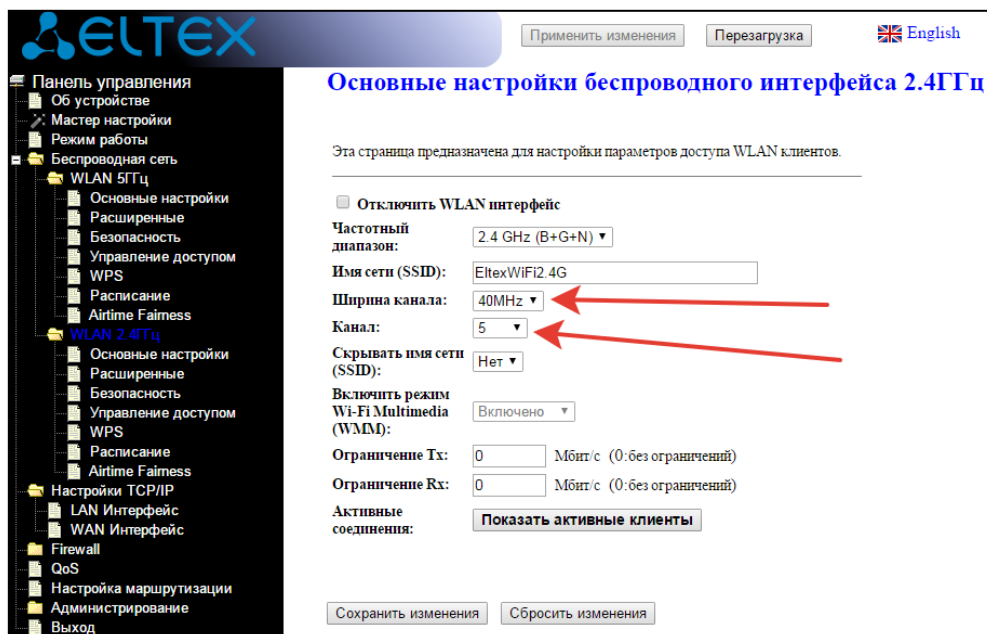 ELTEX
Применить изменения
Перезагрузка
English
Панель управления
Об устройстве
Мастер настройки
Режим работы
Беспроводная сеть
WLAN 5ГГц
Основные настройки
Расширенные
Безопасность
Управление доступом
WPS
Расписание
Airtime Fairness
WLAN 2.4ГГц
Основные настройки
Расширенные
Безопасность
Управление доступом
WPS
Расписание
Airtime Fairness
Настройки TCP/IP
LAN Интерфейс
WAN Интерфейс
Firewall
QoS
Настройка маршрутизации
Администрирование
Выход
Основные настройки беспроводного интерфейса 2.4ГГц
Эта страница предназначена для настройки параметров доступа WLAN клиентов.
Отключить WLAN интерфейс
Частотный
диапазон:
2.4 GHz (B+G+N)
Имя сети (SSID):
EltexWiFi2.4G
Ширина канала:
40MHz
Канал:
5
Скрывать имя сети
(SSID):
Нет
Включить режим
Wi-Fi Multimedia
(WMM):
Включено
Ограничение Tx:
0
Мбит/с (0:без ограничений)
Ограничение Rx:
0
Мбит/с (0:без ограничений)
Активные
соединения:
Показать активные клиенты
Сохранить изменения
Сбросить изменения